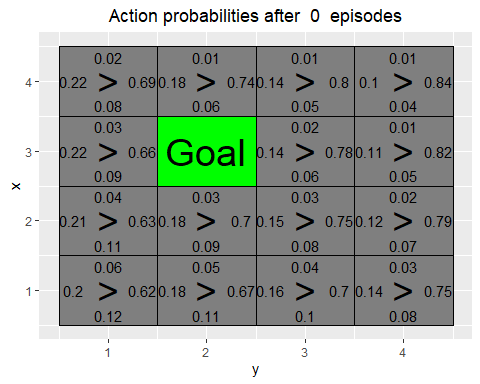 Action probabilities after 0 episodes
0.02 0.01 0.01 0.01
4 0.22 > 0.69 0.18 > 0.74 0.14 > 0.8 0.1 > 0.84
0.08 0.06 0.05 0.04
0.03 0.02 0.01
3 0.22 > 0.66 Goal 0.14 > 0.78 0.11 > 0.82
0.09 0.06 0.05
x
0.04 0.03 0.03 0.02
2 0.21 > 0.63 0.18 > 0.7 0.15 > 0.75 0.12 > 0.79
0.11 0.09 0.08 0.07
0.06 0.05 0.04 0.03
1 0.2 > 0.62 0.18 > 0.67 0.16 > 0.7 0.14 > 0.75
0.12 0.11 0.1 0.08
1 2 3 4
y